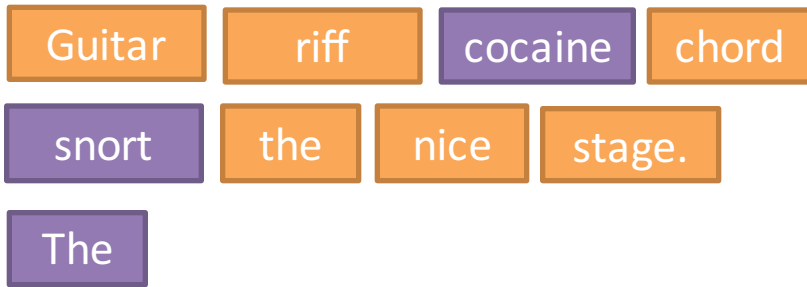 Guitar riff cocaine chord
snort the nice stage.
The